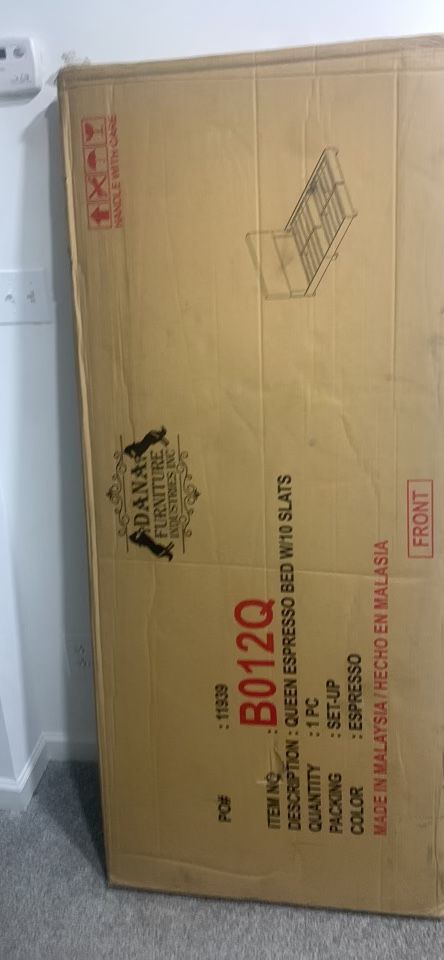 HANDLE WITH CARE
DANA
FURNITURE
INDUSTRIES INC
PO# : 11939
ITEM NO : B012Q
DESCRIPTION : QUEEN ESPRESSO BED W/10 SLATS
QUANTITY : 1 PC
PACKING : SET-UP
COLOR : ESPRESSO
MADE IN MALAYSIA / HECHO EN MALASIA
FRONT